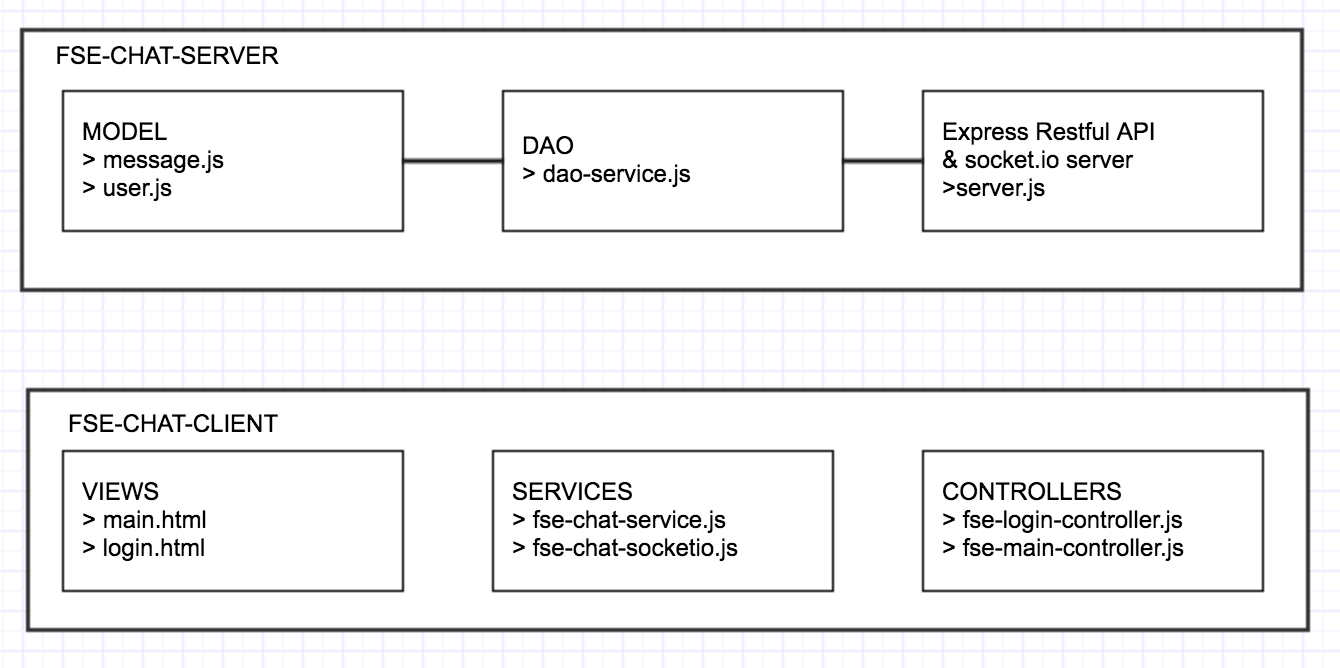 FSE-CHAT-SERVER
MODEL
> message.js
> user.js
DAO
> dao-service.js
Express Restful API
& socket.io server
>server.js
FSE-CHAT-CLIENT
VIEWS
> main.html
> login.html
SERVICES
> fse-chat-service.js
> fse-chat-socketio.js
CONTROLLERS
> fse-login-controller.js
> fse-main-controller.js